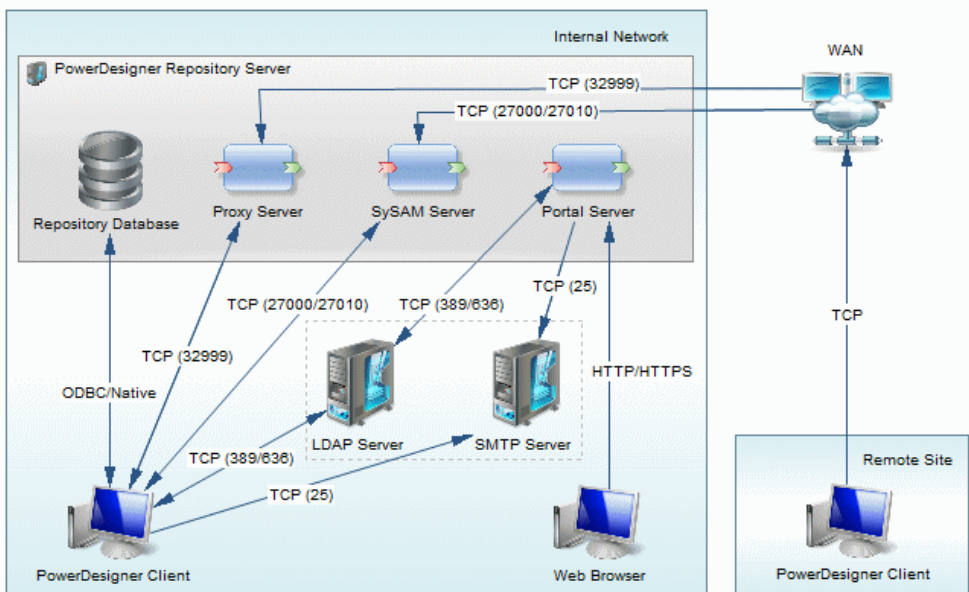 Internal Network
WAN
PowerDesigner Repository Server
TCP (32999)
TCP (27000/27010)
Repository Database
Proxy Server
SySAM Server
Portal Server
TCP (25)
TCP (27000/27010)
TCP (389/636)
TCP
TCP (32999)
HTTP/HTTPS
ODBC/Native
LDAP Server
SMTP Server
TCP (389/636)
Remote Site
TCP (25)
PowerDesigner Client
Web Browser
PowerDesigner Client